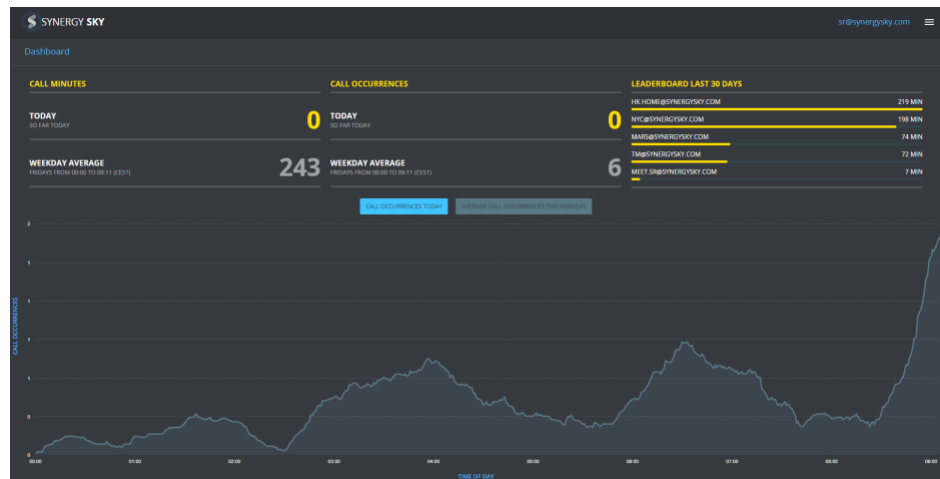 SYNERGY SKY
sr@synergysky.com
Dashboard
CALL MINUTES
TODAY
SO FAR TODAY
0
WEEKDAY AVERAGE
FRIDAYS FROM 00:00 TO 09:11 (CEST)
243
CALL OCCURRENCES
TODAY
SO FAR TODAY
0
WEEKDAY AVERAGE
FRIDAYS FROM 00:00 TO 09:11 (CEST)
6
LEADERBOARD LAST 30 DAYS
HK.HOME@SYNERGYSKY.COM 219 MIN
NYC@SYNERGYSKY.COM 198 MIN
MARS@SYNERGYSKY.COM 74 MIN
TM@SYNERGYSKY.COM 72 MIN
MEET.SR@SYNERGYSKY.COM 7 MIN
CALL OCCURRENCES TODAY
AVERAGE CALL OCCURRENCES THIS WEEKDAY
CALL OCCURRENCES
00:00 01:00 02:00 03:00 04:00 05:00 06:00 07:00
TIME OF DAY